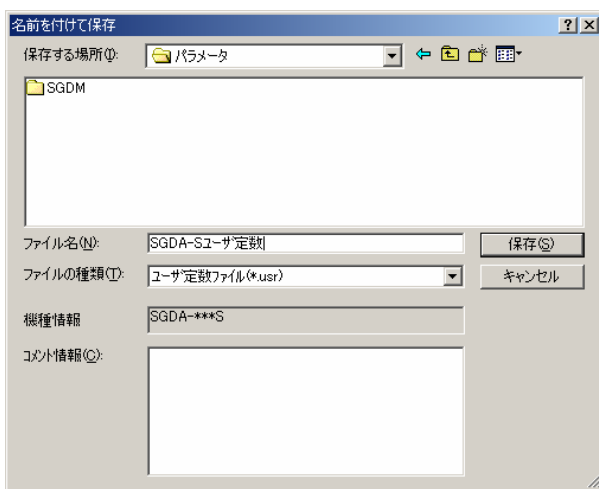 名前を付けて保存
保存する場所(I): パラメータ
SGDM
ファイル名(N): SGDA-Sユーザ定数 保存(S)
ファイルの種類(T): ユーザ定数ファイル(*.usr) キャンセル
機種情報 SGDA-***S
コメント情報(C):